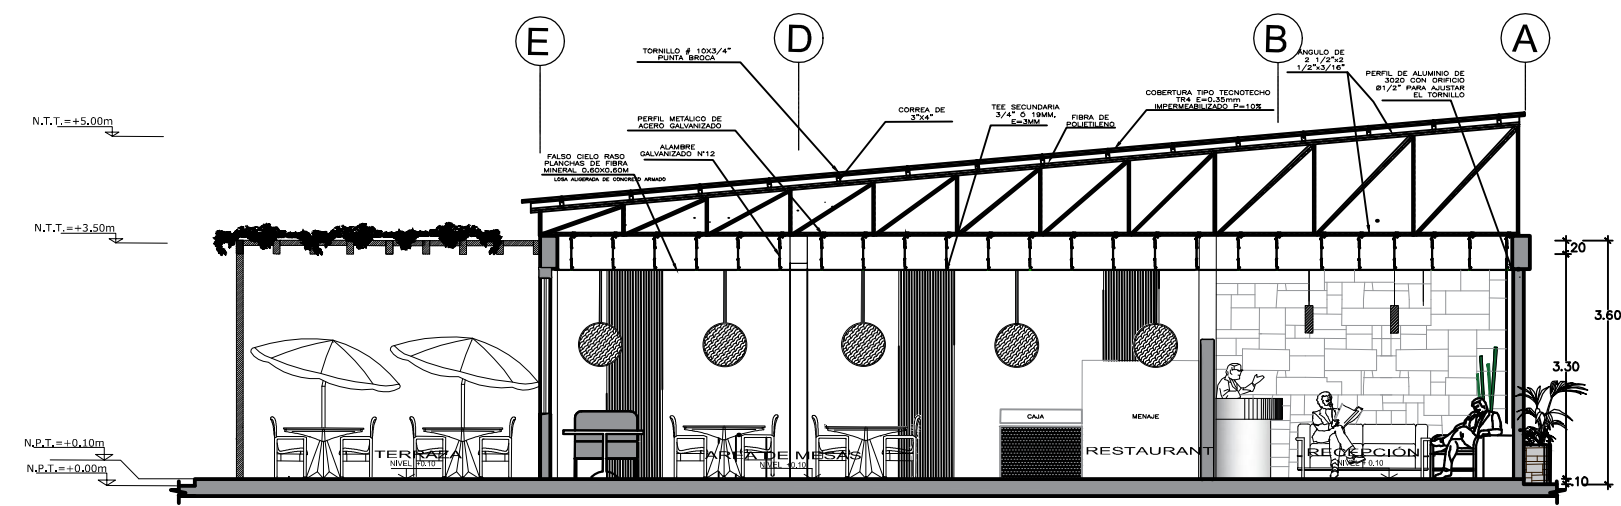 E
D
B
A
TORNILLO # 10X3/4"
PUNTA BROCA
ANGULO DE
2 1/2"x2
1/2"x3/16"
PERFIL DE ALUMINIO DE
3020 CON ORIFICIO
Ø1/2" PARA AJUSTAR
EL TORNILLO
COBERTURA TIPO TECNOTECHO
TR4 E=0.35mm
IMPERMEABILIZADO P=10%
TEE SECUNDARIA
3/4" Ó 19MM,
E=3MM
FIBRA DE
POLIETILENO
CORREA DE
3"X4"
PERFIL METÁLICO DE
ACERO GALVANIZADO
ALAMBRE
GALVANIZADO N°12
FALSO CIELO RASO
PLANCHAS DE FIBRA
MINERAL 0.60X0.60M
LOSA ALIGERADA DE CONCRETO ARMADO
N.T.T.=+5.00m
N.T.T.=+3.50m
.20
3.60
3.30
CAJA
MENAJE
N.P.T.=+0.10m
TERRAZA
NIVEL +0.10
AREA DE MESAS
NIVEL +0.10
RESTAURANT
RECEPCIÓN
NIVEL + 0.10
N.P.T.=+0.00m
.10